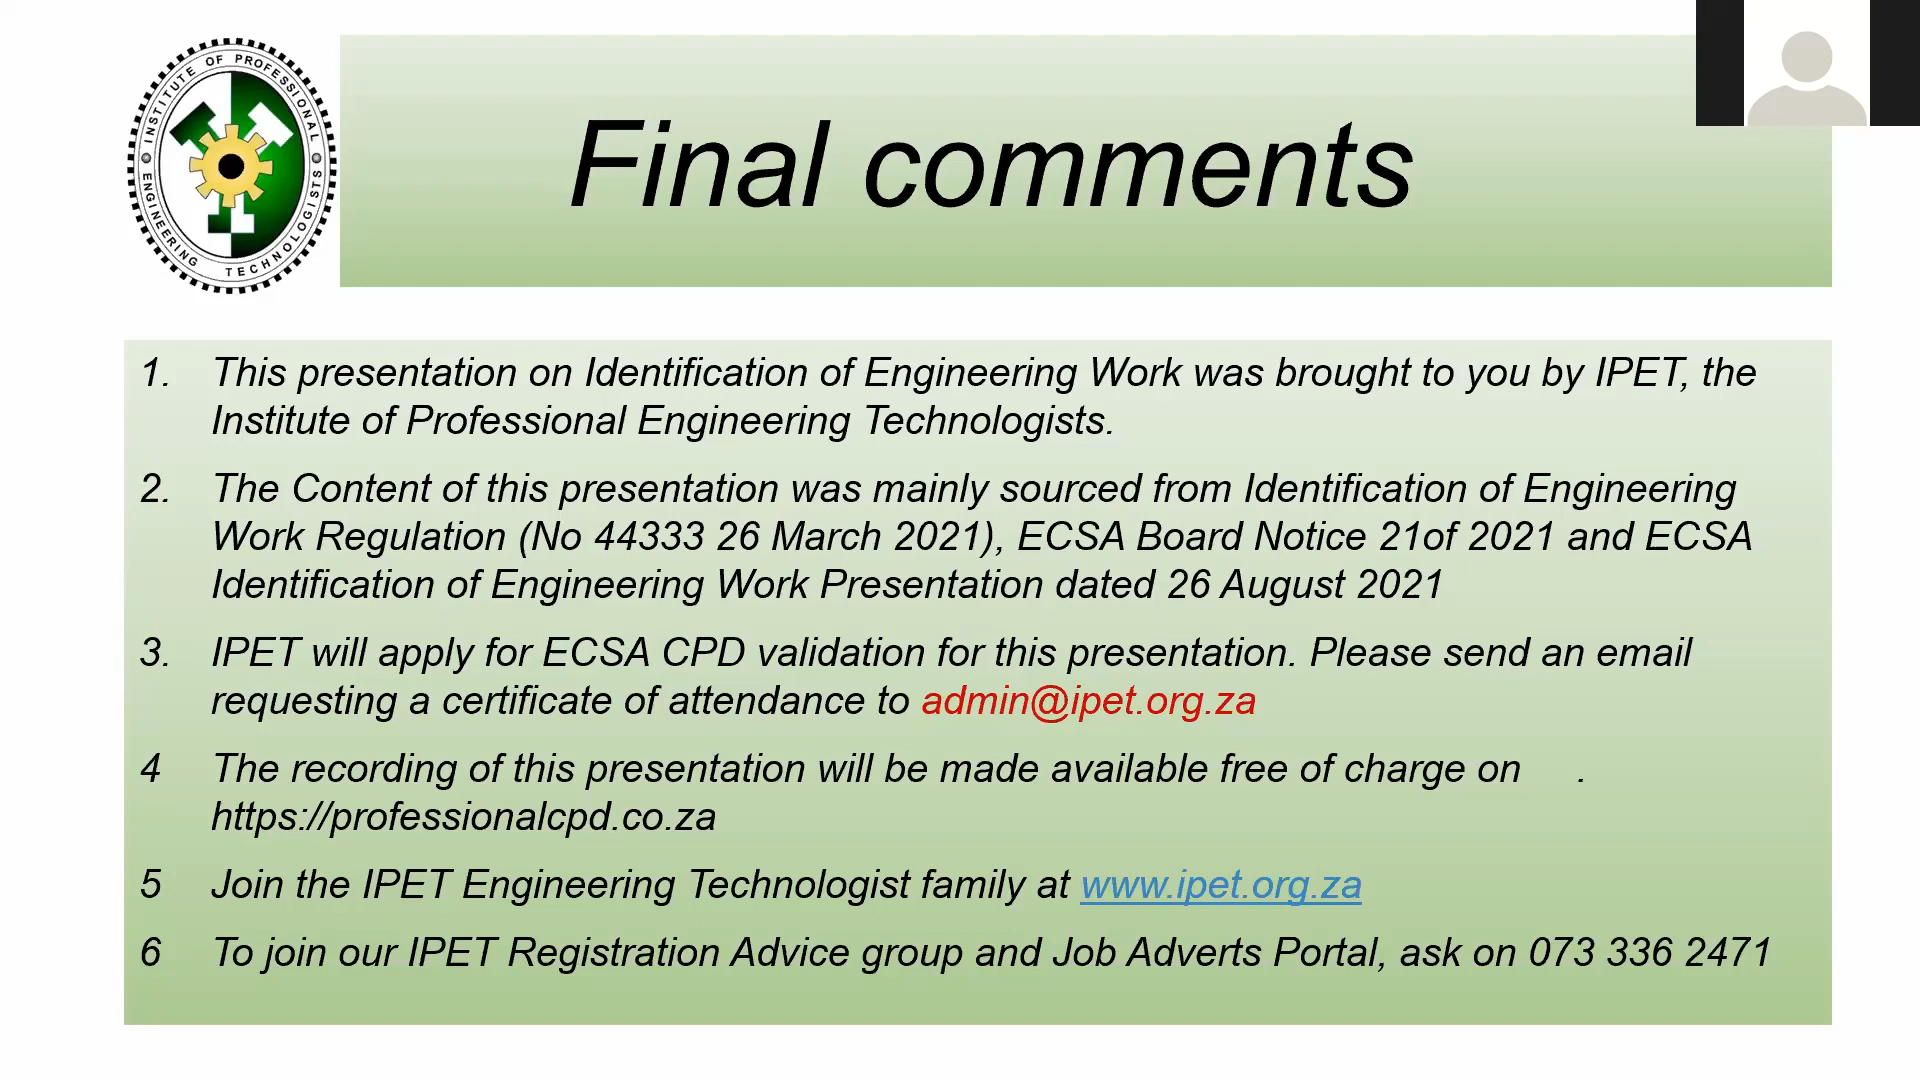 INSTITUTE OF PROFESSIONAL
ENGINEERING TECHNOLOGISTS
Final comments
1. This presentation on Identification of Engineering Work was brought to you by IPET, the
Institute of Professional Engineering Technologists.
2. The Content of this presentation was mainly sourced from Identification of Engineering
Work Regulation (No 44333 26 March 2021), ECSA Board Notice 21of 2021 and ECSA
Identification of Engineering Work Presentation dated 26 August 2021
3. IPET will apply for ECSA CPD validation for this presentation. Please send an email
requesting a certificate of attendance to admin@ipet.org.za
4 The recording of this presentation will be made available free of charge on .
https://professionalcpd.co.za
5 Join the IPET Engineering Technologist family at www.ipet.org.za
6 To join our IPET Registration Advice group and Job Adverts Portal, ask on 073 336 2471